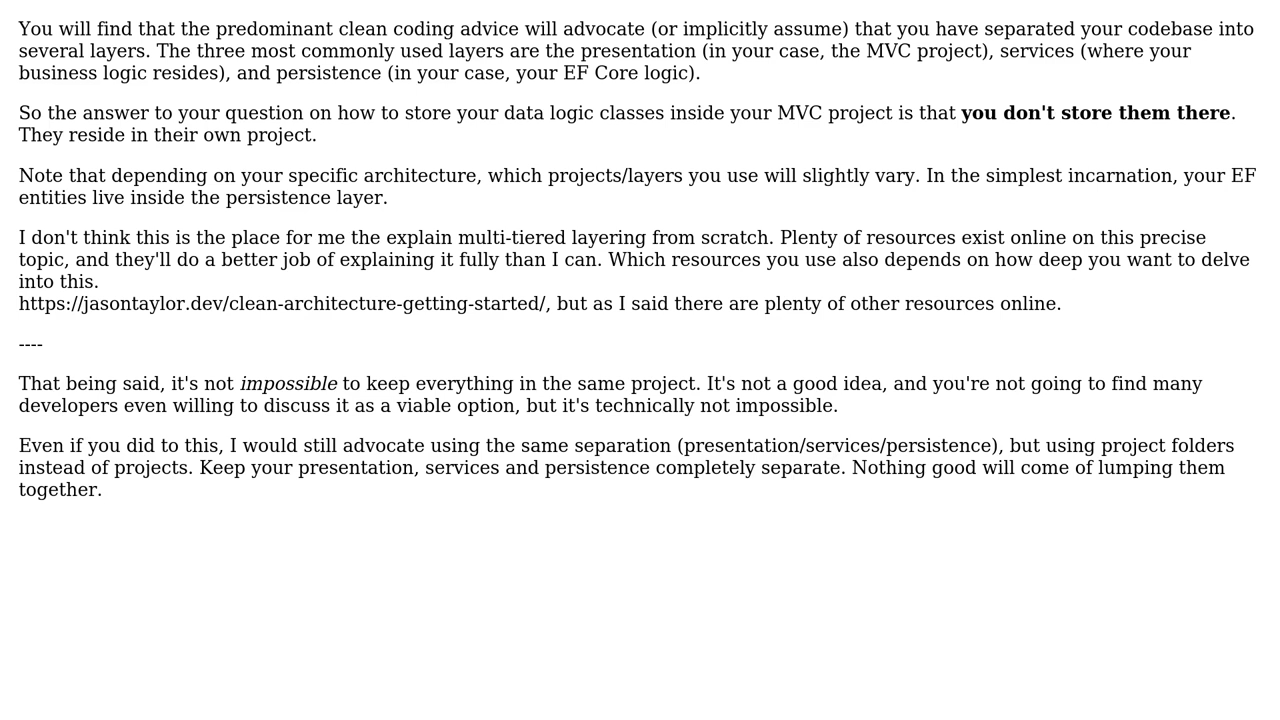 You will find that the predominant clean coding advice will advocate (or implicitly assume) that you have separated your codebase into
several layers. The three most commonly used layers are the presentation (in your case, the MVC project), services (where your
business logic resides), and persistence (in your case, your EF Core logic).
So the answer to your question on how to store your data logic classes inside your MVC project is that you don't store them there.
They reside in their own project.
Note that depending on your specific architecture, which projects/layers you use will slightly vary. In the simplest incarnation, your EF
entities live inside the persistence layer.
I don't think this is the place for me the explain multi-tiered layering from scratch. Plenty of resources exist online on this precise
topic, and they'll do a better job of explaining it fully than I can. Which resources you use also depends on how deep you want to delve
into this.
https://jasontaylor.dev/clean-architecture-getting-started/, but as I said there are plenty of other resources online.
----
That being said, it's not impossible to keep everything in the same project. It's not a good idea, and you're not going to find many
developers even willing to discuss it as a viable option, but it's technically not impossible.
Even if you did to this, I would still advocate using the same separation (presentation/services/persistence), but using project folders
instead of projects. Keep your presentation, services and persistence completely separate. Nothing good will come of lumping them
together.